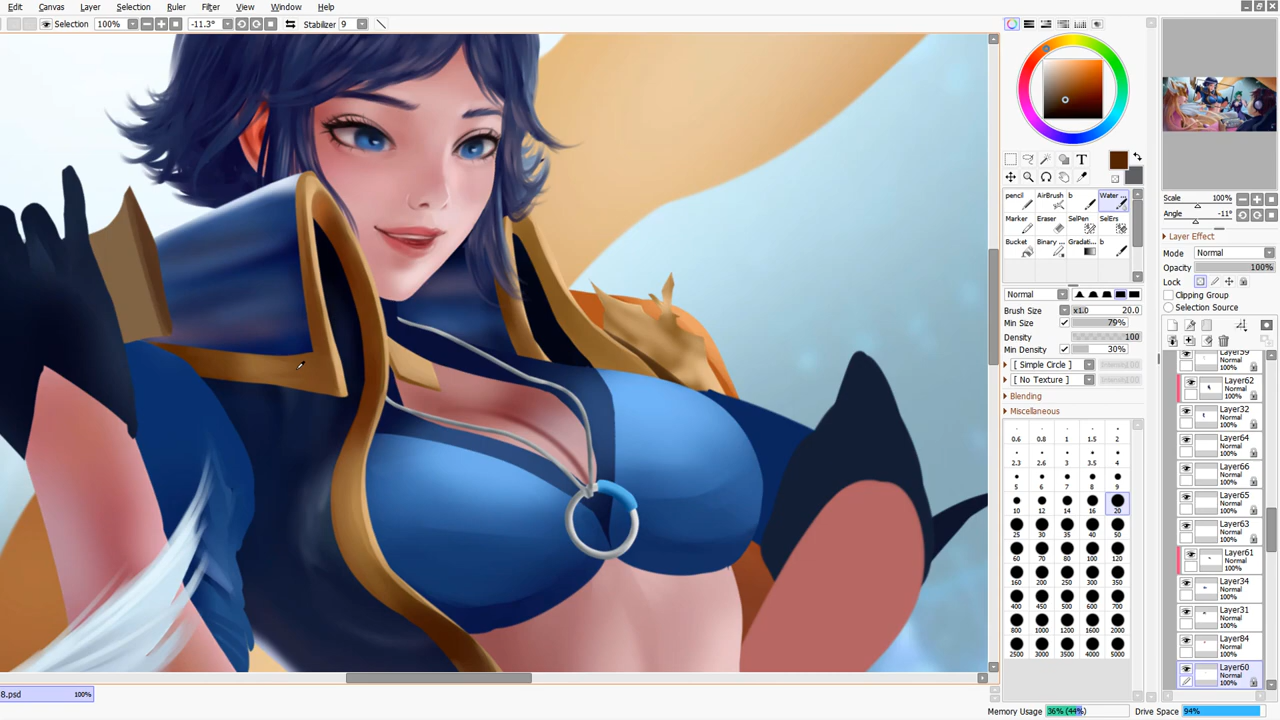 Edit Canvas Layer Selection Ruler Filter View Window Help
Selection 100% -11.3° Stabilizer 9
Scale 100%
Angle -11°
Layer Effect
Mode Normal
Opacity 100%
Lock
Clipping Group
Selection Source
T
pencil AirBrush b Water ...
Marker Eraser SelPen SelErs
Bucket Binary ... Gradati... b
Normal
Brush Size x1.0 20.0
Min Size 79%
Density 100
Min Density 30%
[ Simple Circle ]
[ No Texture ]
Blending
Miscellaneous
0.6 0.8 1 1.5 2
2.3 2.6 3 3.5 4
5 6 7 8 9
10 12 14 16 20
25 30 35 40 50
60 70 80 100 120
160 200 250 300 350
400 450 500 600 700
800 1000 1200 1600 2000
2500 3000 3500 4000 5000
Normal
100%
Layer62
Normal
100%
Layer32
Normal
100%
Layer64
Normal
100%
Layer66
Normal
100%
Layer65
Normal
100%
Layer63
Normal
100%
Layer61
Normal
100%
Layer34
Normal
100%
Layer31
Normal
100%
Layer84
Normal
100%
Layer60
Normal
100%
8.psd 100%
Memory Usage 36% (44%) Drive Space 94%